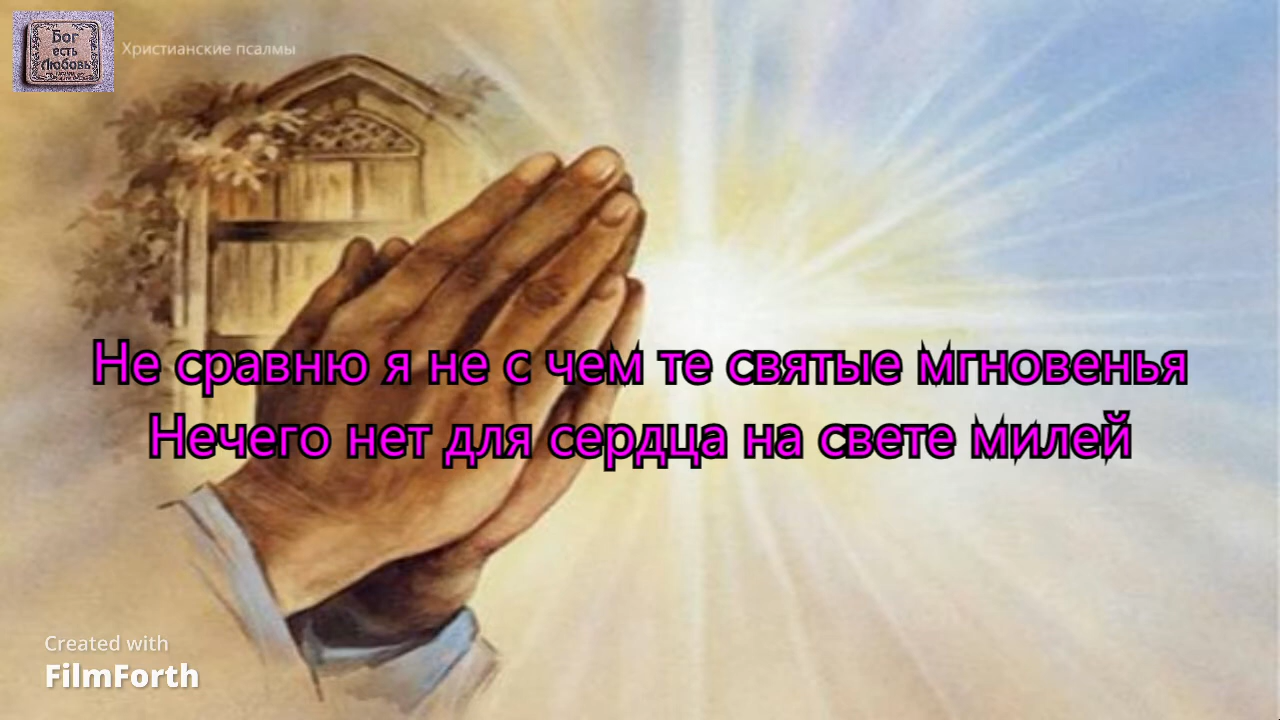 Бог
есть
Любовь
Христианские псалмы
Не сравню я не с чем те святые мгновенья
Нечего нет для сердца на свете милей
Created with
FilmForth